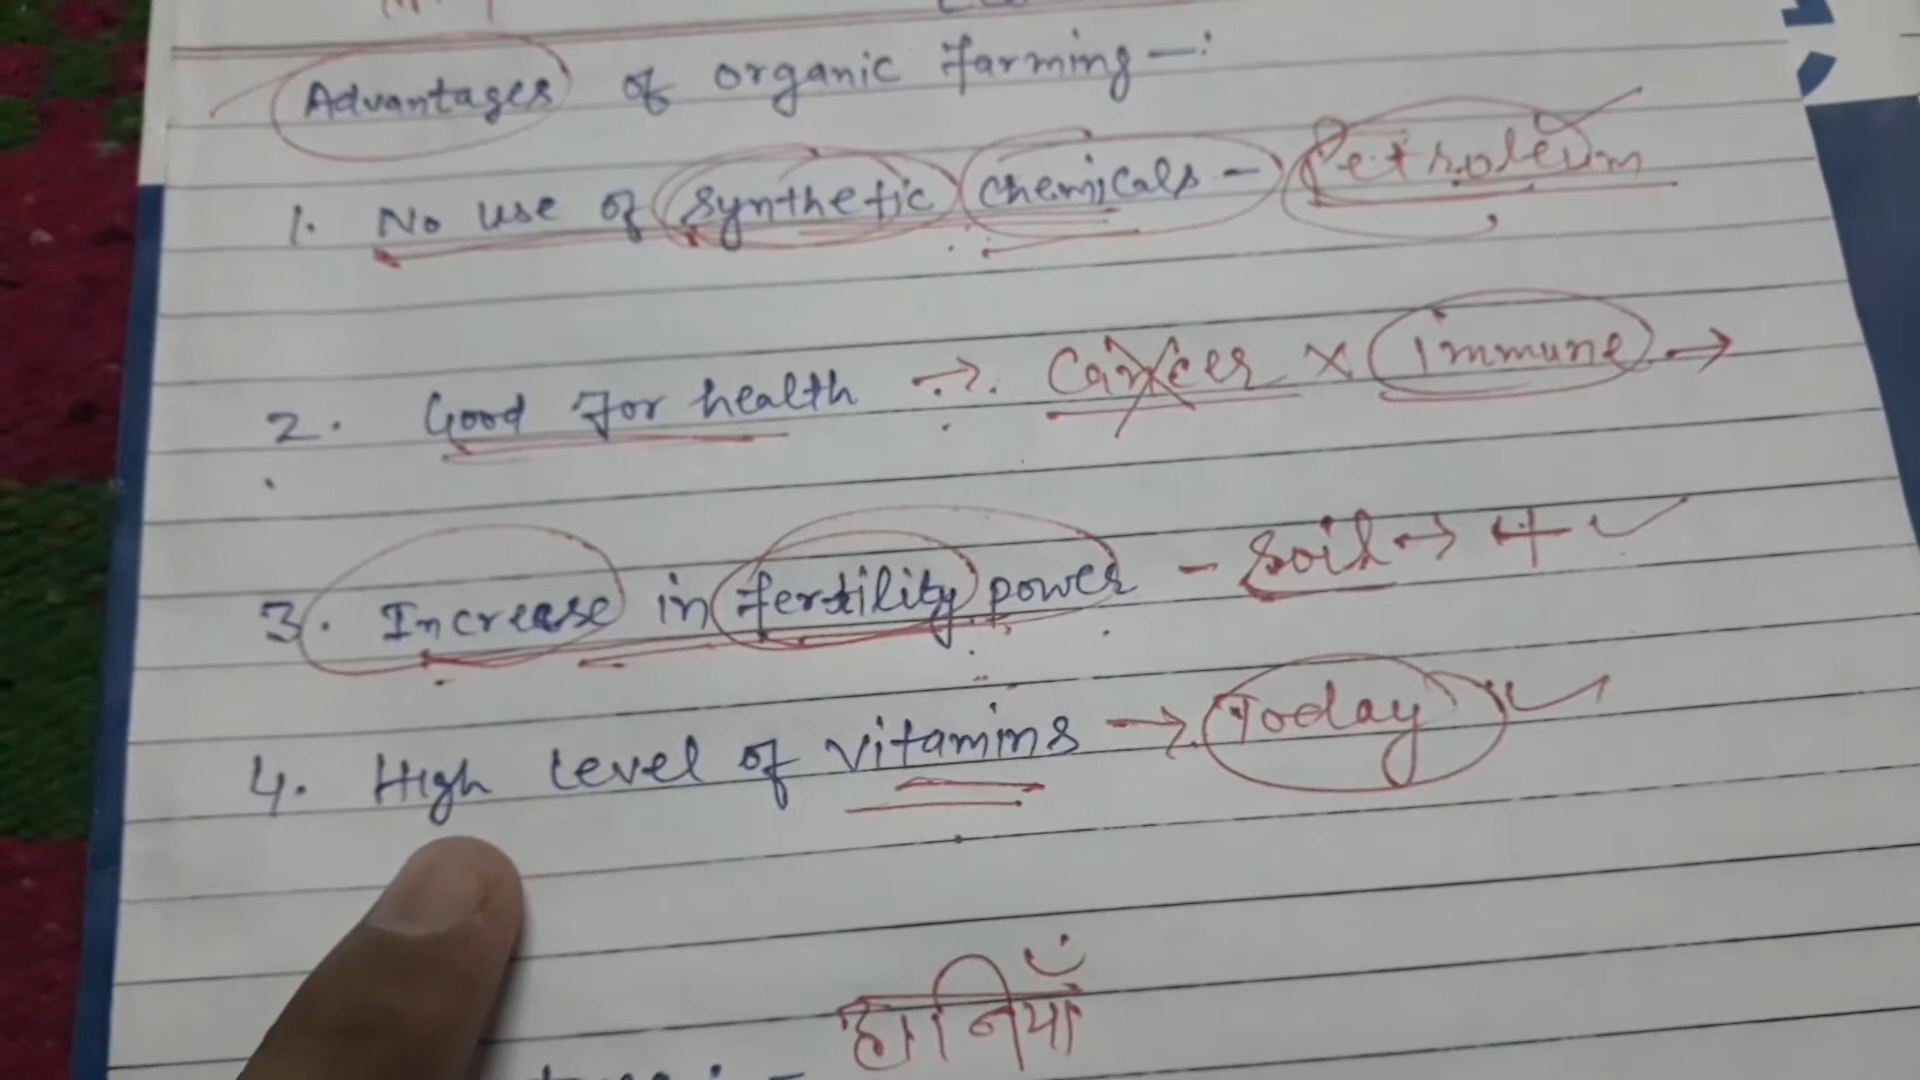 Advantages of organic farming -:
1. No use of synthetic chemicals - Petroleum
2. Good for health → Cancer × Immune →
3. Increase in fertility power - Soil → + ✓
4. High level of vitamins → Today ✓
हानियाँ